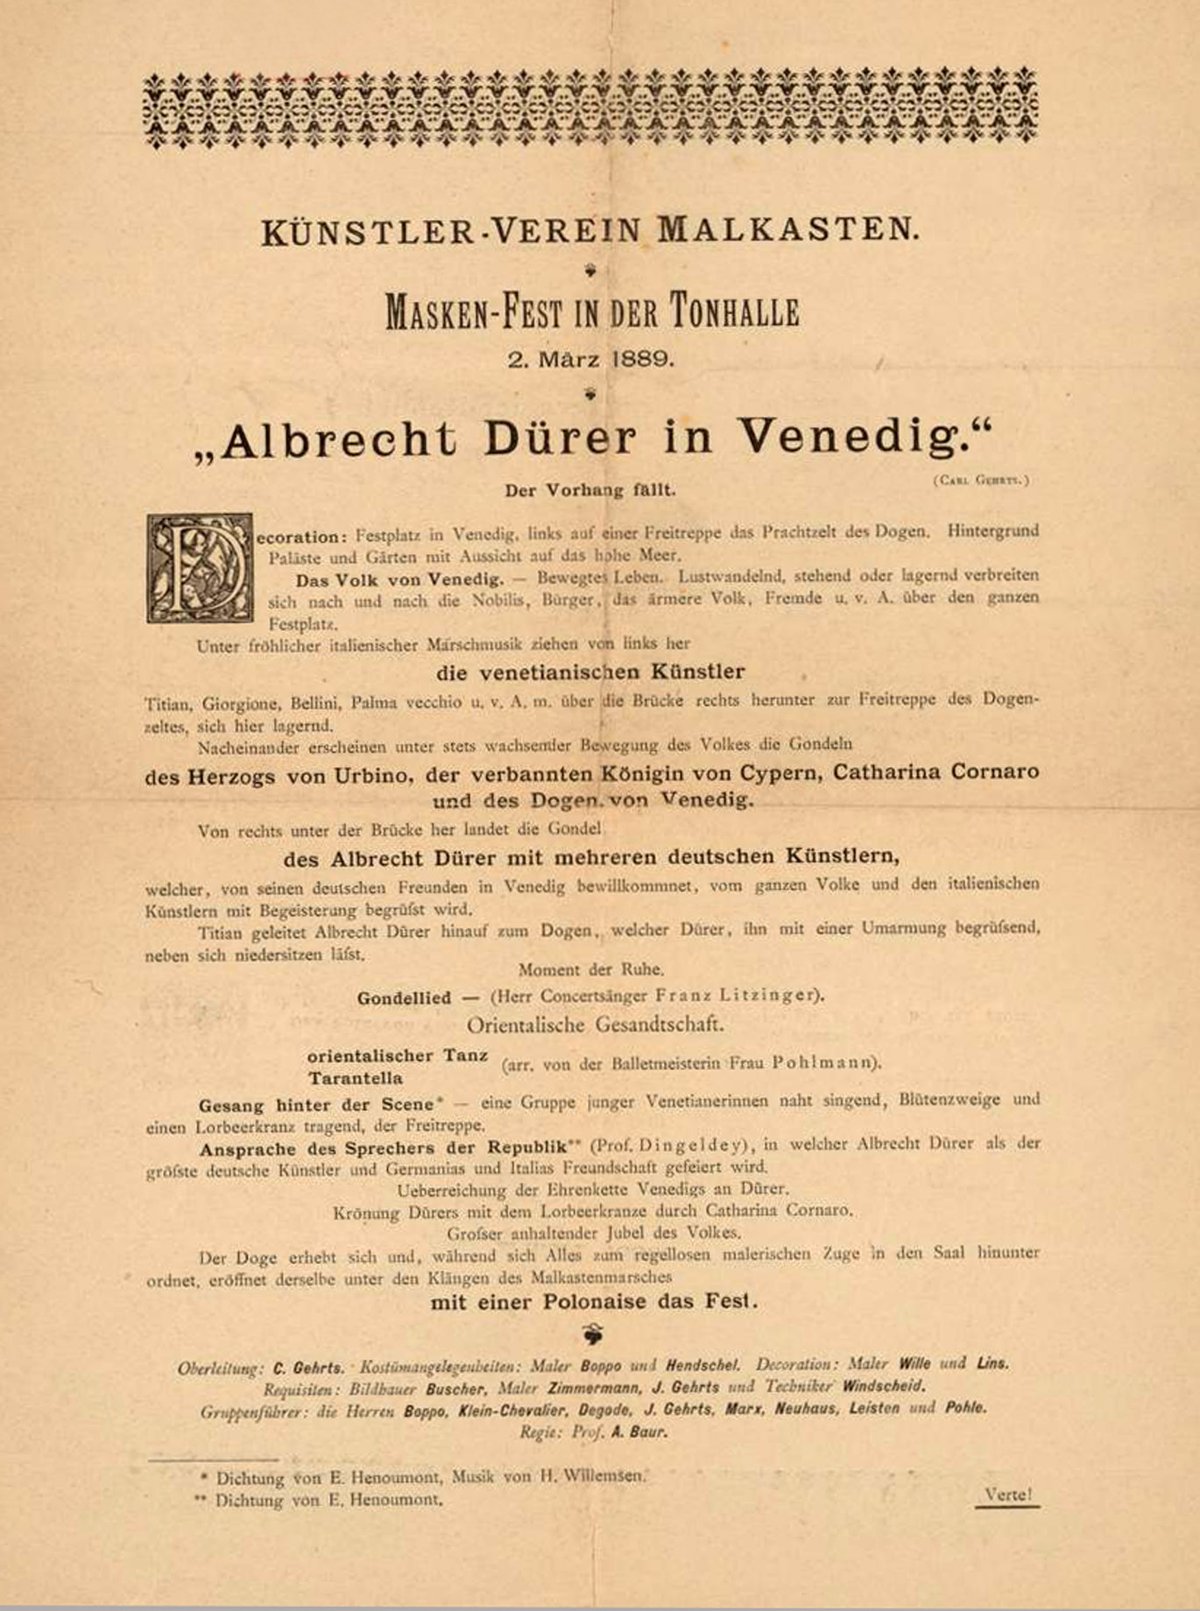 KÜNSTLER-VEREIN MALKASTEN.
MASKEN-FEST IN DER TONHALLE
2. März 1889.
„Albrecht Dürer in Venedig.“
(CARL GEHRTS.)
Der Vorhang fällt.
Decoration: Festplatz in Venedig, links auf einer Freitreppe das Prachtzelt des Dogen. Hintergrund
Paläste und Gärten mit Aussicht auf das hohe Meer.
Das Volk von Venedig. — Bewegtes Leben. Lustwandelnd, stehend oder lagernd verbreiten
sich nach und nach die Nobilis, Bürger, das ärmere Volk, Fremde u. v. A. über den ganzen
Festplatz.
Unter fröhlicher italienischer Marschmusik ziehen von links her
die venetianischen Künstler
Titian, Giorgione, Bellini, Palma vecchio u. v. A. m. über die Brücke rechts herunter zur Freitreppe des Dogen-
zeltes, sich hier lagernd.
Nacheinander erscheinen unter stets wachsender Bewegung des Volkes die Gondeln
des Herzogs von Urbino, der verbannten Königin von Cypern, Catharina Cornaro
und des Dogen von Venedig.
Von rechts unter der Brücke her landet die Gondel
des Albrecht Dürer mit mehreren deutschen Künstlern,
welcher, von seinen deutschen Freunden in Venedig bewillkommnet, vom ganzen Volke und den italienischen
Künstlern mit Begeisterung begrüfst wird.
Titian geleitet Albrecht Dürer hinauf zum Dogen, welcher Dürer, ihn mit einer Umarmung begrüfsend,
neben sich niedersitzen läfst.
Moment der Ruhe.
Gondellied — (Herr Concertsänger Franz Litzinger).
Orientalische Gesandtschaft.
orientalischer Tanz
Tarantella
(arr. von der Balletmeisterin Frau Pohlmann).
Gesang hinter der Scene* — eine Gruppe junger Venetianerinnen naht singend, Blütenzweige und
einen Lorbeerkranz tragend, der Freitreppe.
Ansprache des Sprechers der Republik** (Prof. Dingeldey), in welcher Albrecht Dürer als der
gröfste deutsche Künstler und Germanias und Italias Freundschaft gefeiert wird.
Ueberreichung der Ehrenkette Venedigs an Dürer.
Krönung Dürers mit dem Lorbeerkranze durch Catharina Cornaro.
Grofser anhaltender Jubel des Volkes.
Der Doge erhebt sich und, während sich Alles zum regellosen malerischen Zuge in den Saal hinunter
ordnet, eröffnet derselbe unter den Klängen des Malkastenmarsches
mit einer Polonaise das Fest.
Oberleitung: C. Gehrts. Kostümangelegenheiten: Maler Boppo und Hendschel. Decoration: Maler Wille und Lins.
Requisiten: Bildhauer Buscher, Maler Zimmermann, J. Gehrts und Techniker Windscheid.
Gruppenführer: die Herren Boppo, Klein-Chevalier, Degode, J. Gehrts, Marx, Neuhaus, Leisten und Pohle.
Regie: Prof. A. Baur.
* Dichtung von E. Henoumont, Musik von H. Willemsen.
** Dichtung von E. Henoumont.
Verte!